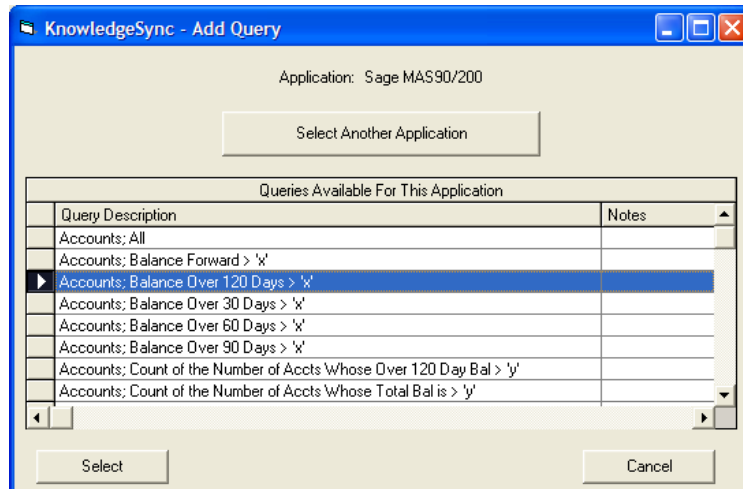 KnowledgeSync - Add Query
Application: Sage MAS90/200
Select Another Application
Queries Available For This Application
Query Description Notes
Accounts; All
Accounts; Balance Forward > 'x'
Accounts; Balance Over 120 Days > 'x'
Accounts; Balance Over 30 Days > 'x'
Accounts; Balance Over 60 Days > 'x'
Accounts; Balance Over 90 Days > 'x'
Accounts; Count of the Number of Accts Whose Over 120 Day Bal > 'y'
Accounts; Count of the Number of Accts Whose Total Bal is > 'y'
Select Cancel